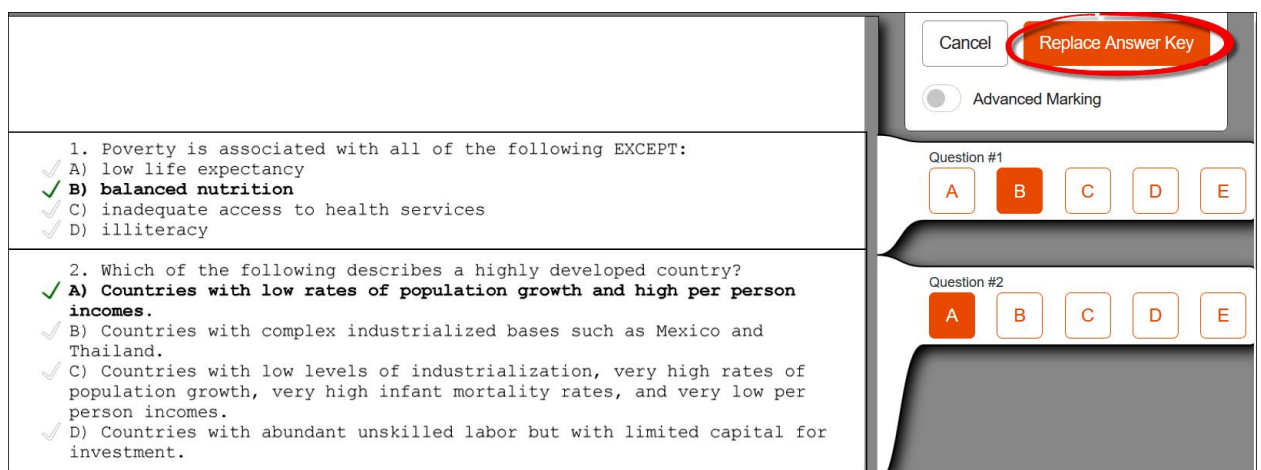 Cancel
Replace Answer Key
Advanced Marking
1. Poverty is associated with all of the following EXCEPT:
A) low life expectancy
B) balanced nutrition
C) inadequate access to health services
D) illiteracy
Question #1
A B C D E
2. Which of the following describes a highly developed country?
A) Countries with low rates of population growth and high per person
incomes.
B) Countries with complex industrialized bases such as Mexico and
Thailand.
C) Countries with low levels of industrialization, very high rates of
population growth, very high infant mortality rates, and very low per
person incomes.
D) Countries with abundant unskilled labor but with limited capital for
investment.
Question #2
A B C D E